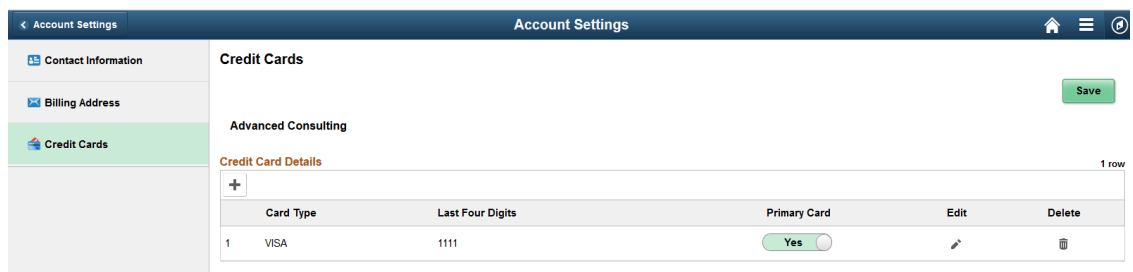 Account Settings
Account Settings
Contact Information
Billing Address
Credit Cards
Credit Cards
Save
Advanced Consulting
Credit Card Details
1 row
Card Type Last Four Digits Primary Card Edit Delete
1 VISA 1111 Yes